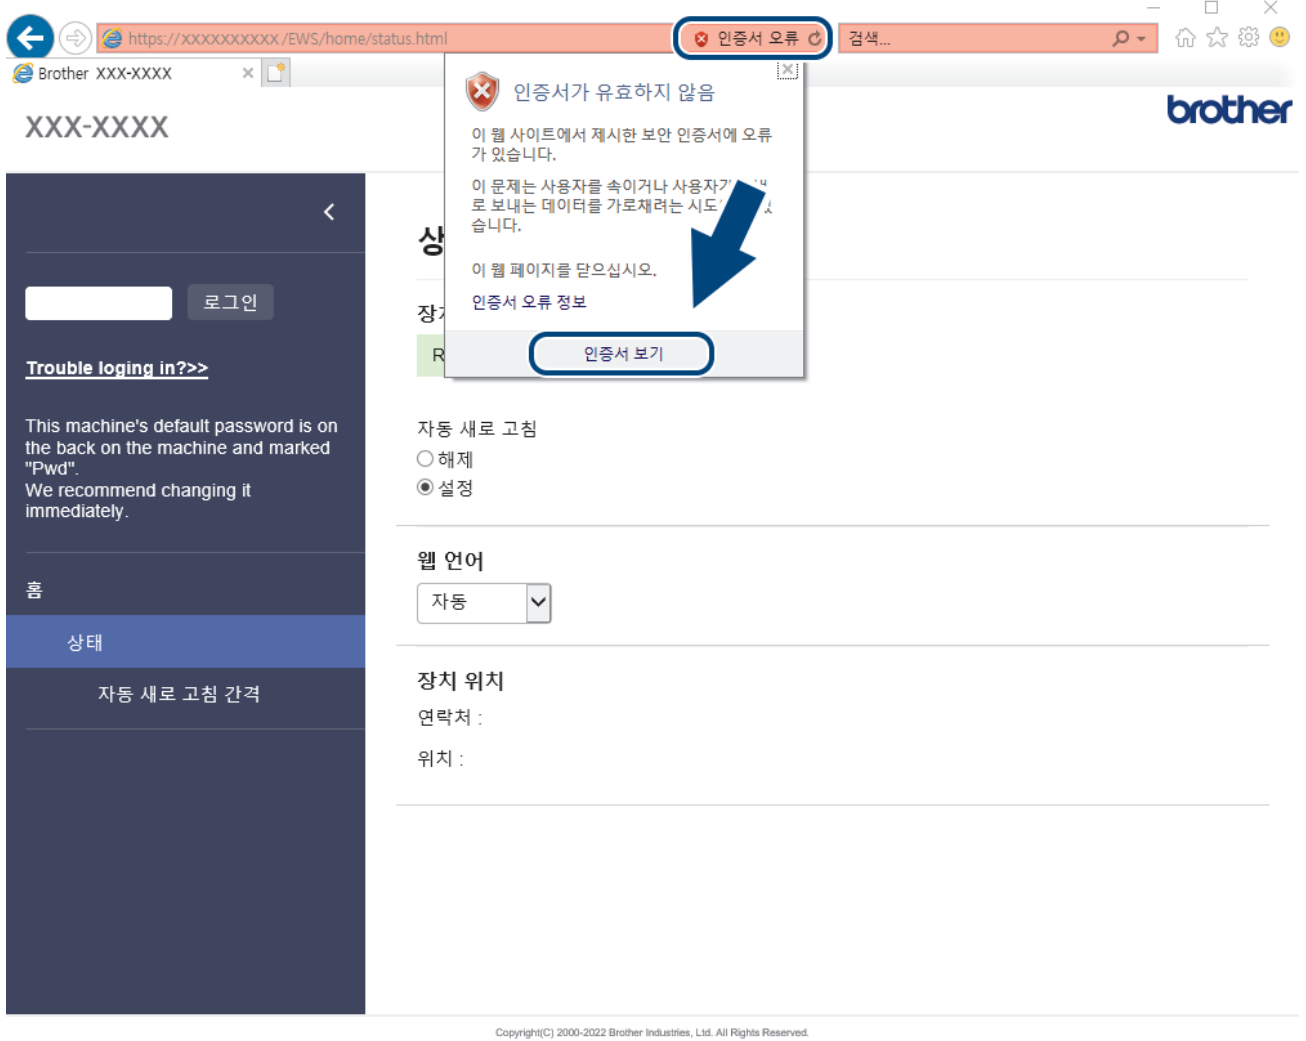 https://XXXXXXXXXX/EWS/home/status.html
인증서 오류
검색...
Brother XXX-XXXX
XXX-XXXX
brother
인증서가 유효하지 않음
이 웹 사이트에서 제시한 보안 인증서에 오류
가 있습니다.
이 문제는 사용자를 속이거나
로 보내는 데이터를 가로채려는
습니다.
이 웹 페이지를 닫으십시오.
인증서 오류 정보
인증서 보기
로그인
Trouble loging in?>>
This machine's default password is on
the back on the machine and marked
"Pwd".
We recommend changing it
immediately.
홈
상태
자동 새로 고침 간격
자동 새로 고침
해제
설정
웹 언어
자동
장치 위치
연락처 :
위치 :
Copyright(C) 2000-2022 Brother Industries, Ltd. All Rights Reserved.